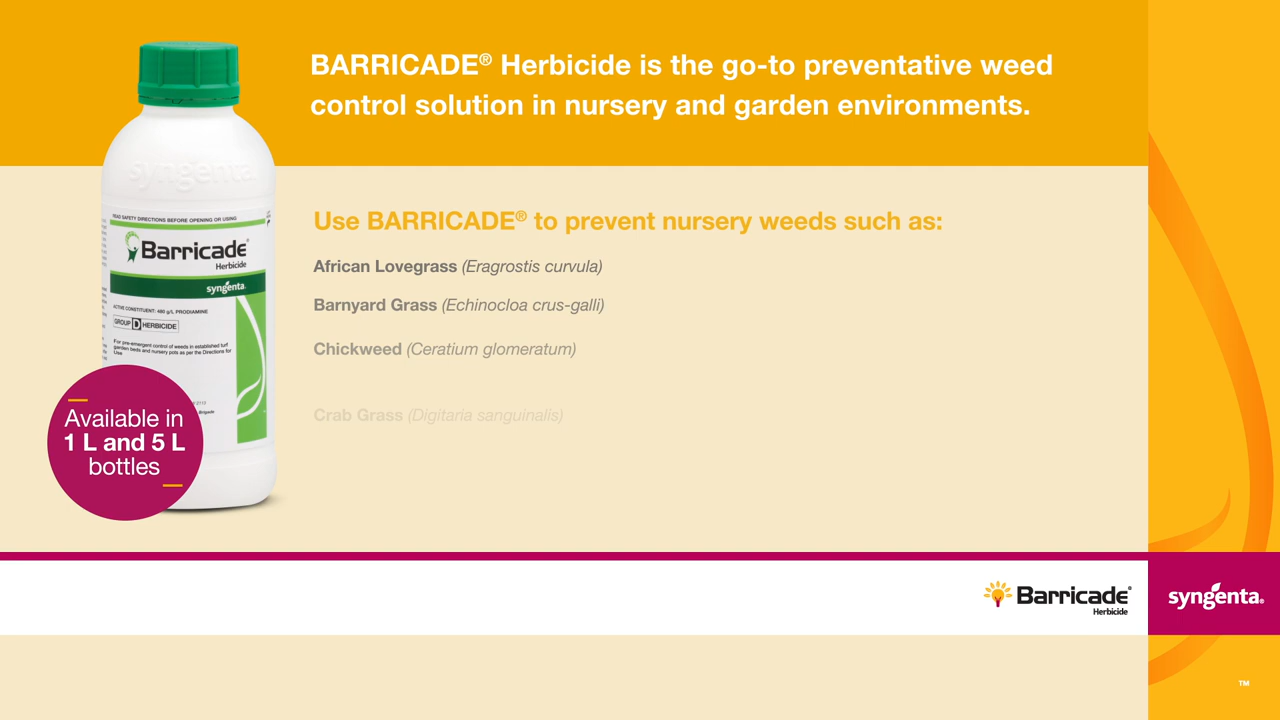 BARRICADE® Herbicide is the go-to preventative weed
control solution in nursery and garden environments.
syngenta
READ SAFETY DIRECTIONS BEFORE OPENING OR USING
Barricade®
Herbicide
syngenta.
ACTIVE CONSTITUENT: 480 g/L PRODIAMINE
GROUP D HERBICIDE
For pre-emergent control of weeds in established turf
garden beds and nursery pots as per the Directions for
Use
Brigade
Available in
1 L and 5 L
bottles
Use BARRICADE® to prevent nursery weeds such as:
African Lovegrass (Eragrostis curvula)
Barnyard Grass (Echinocloa crus-galli)
Chickweed (Ceratium glomeratum)
Crab Grass (Digitaria sanguinalis)
Barricade®
Herbicide
syngenta®
™